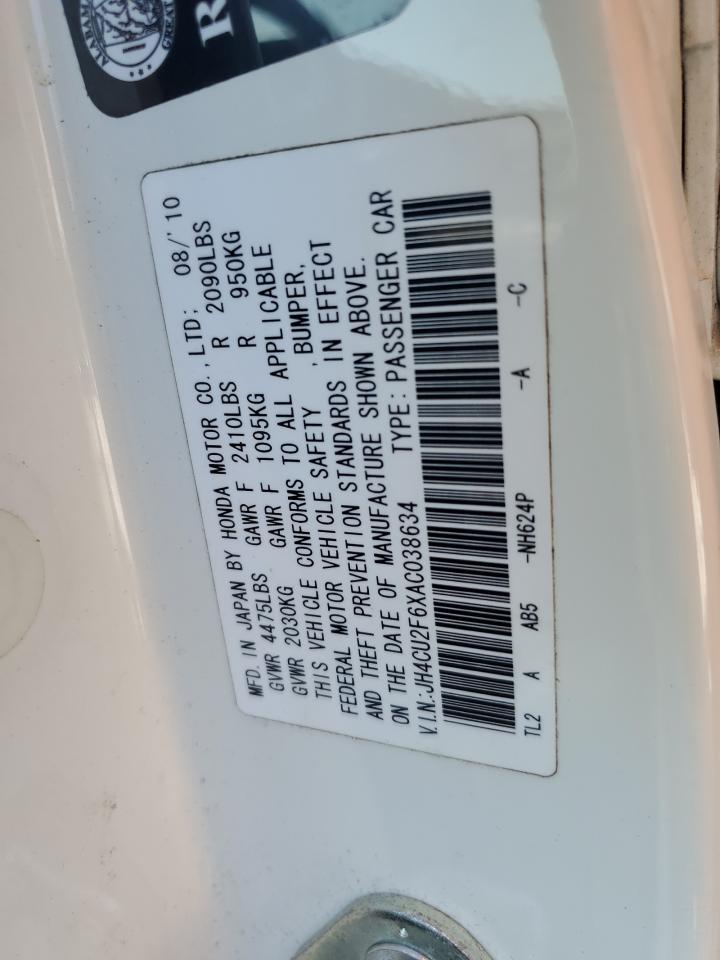 MFD. IN JAPAN BY HONDA MOTOR CO., LTD; 08/'10
GVWR 4475LBS GAWR F 2410LBS R 2090LBS
GVWR 2030KG GAWR F 1095KG R 950KG
THIS VEHICLE CONFORMS TO ALL APPLICABLE
FEDERAL MOTOR VEHICLE SAFETY , BUMPER,
AND THEFT PREVENTION STANDARDS IN EFFECT
ON THE DATE OF MANUFACTURE SHOWN ABOVE.
V.I.N.:JH4CU2F6XAC038634 TYPE: PASSENGER CAR
TL2 A AB5 -NH624P -A -C